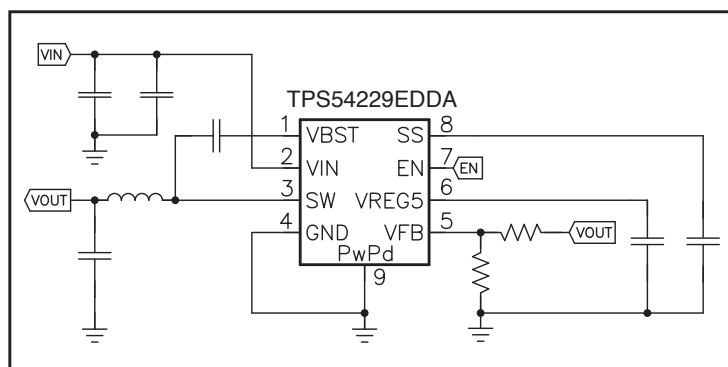 VIN
TPS54229EDDA
1 VBST SS 8
2 VIN EN 7 EN
3 SW VREG5 6
4 GND VFB 5
PwPd
9
VOUT
VOUT